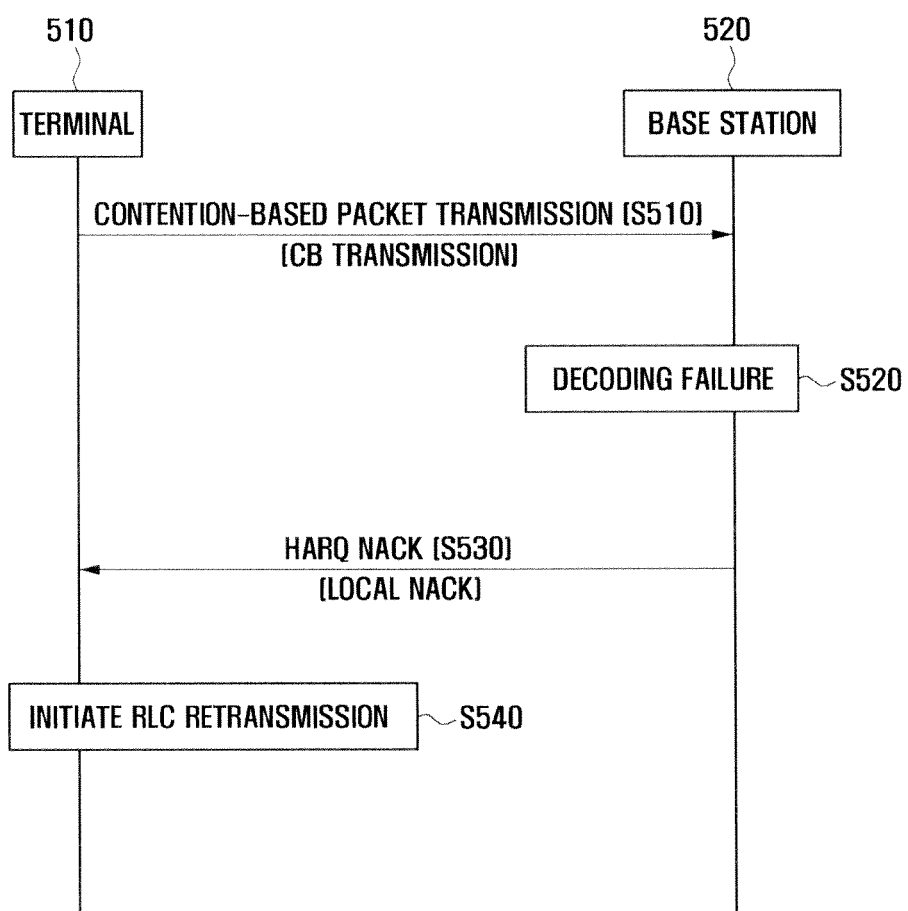 510
520
TERMINAL
BASE STATION
CONTENTION-BASED PACKET TRANSMISSION (S510)
(CB TRANSMISSION)
DECODING FAILURE
S520
HARQ NACK (S530)
(LOCAL NACK)
INITIATE RLC RETRANSMISSION
S540